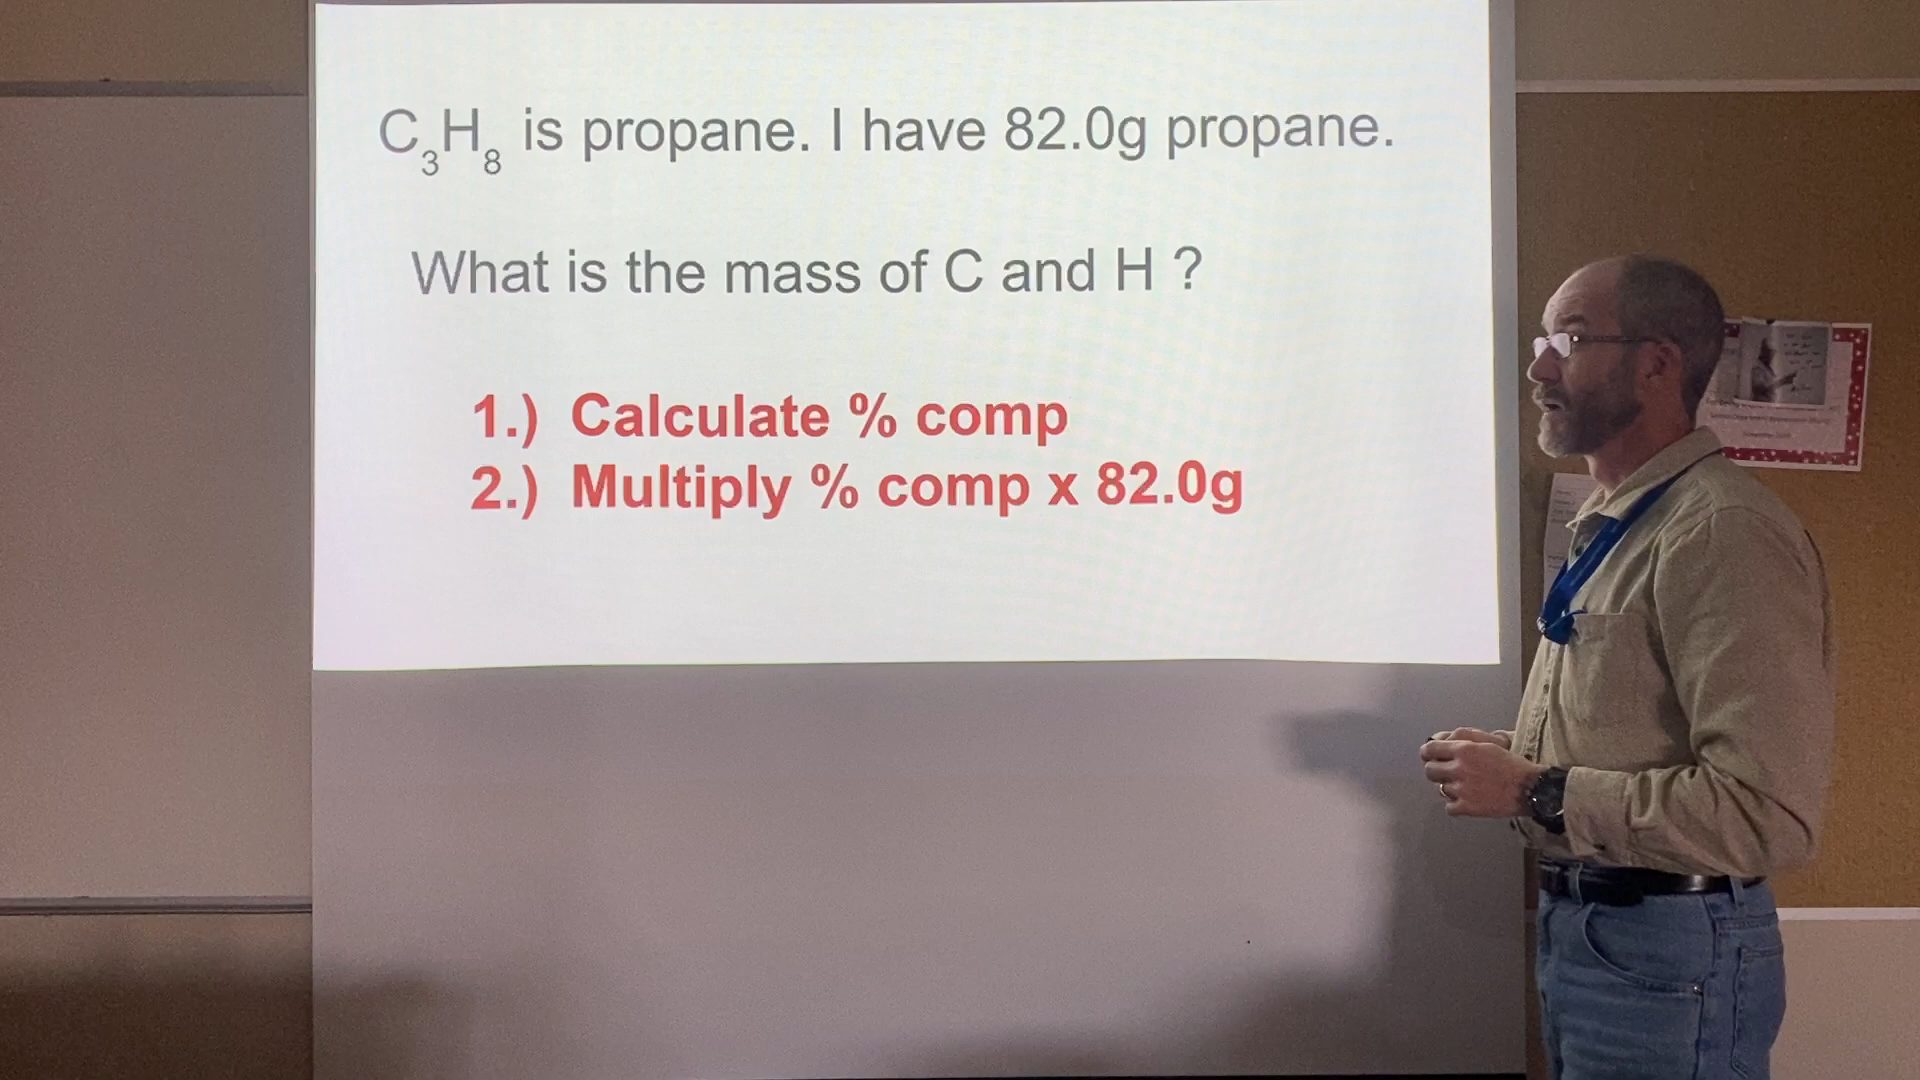 C₃H₈ is propane. I have 82.0g propane.
What is the mass of C and H ?
1.) Calculate % comp
2.) Multiply % comp x 82.0g